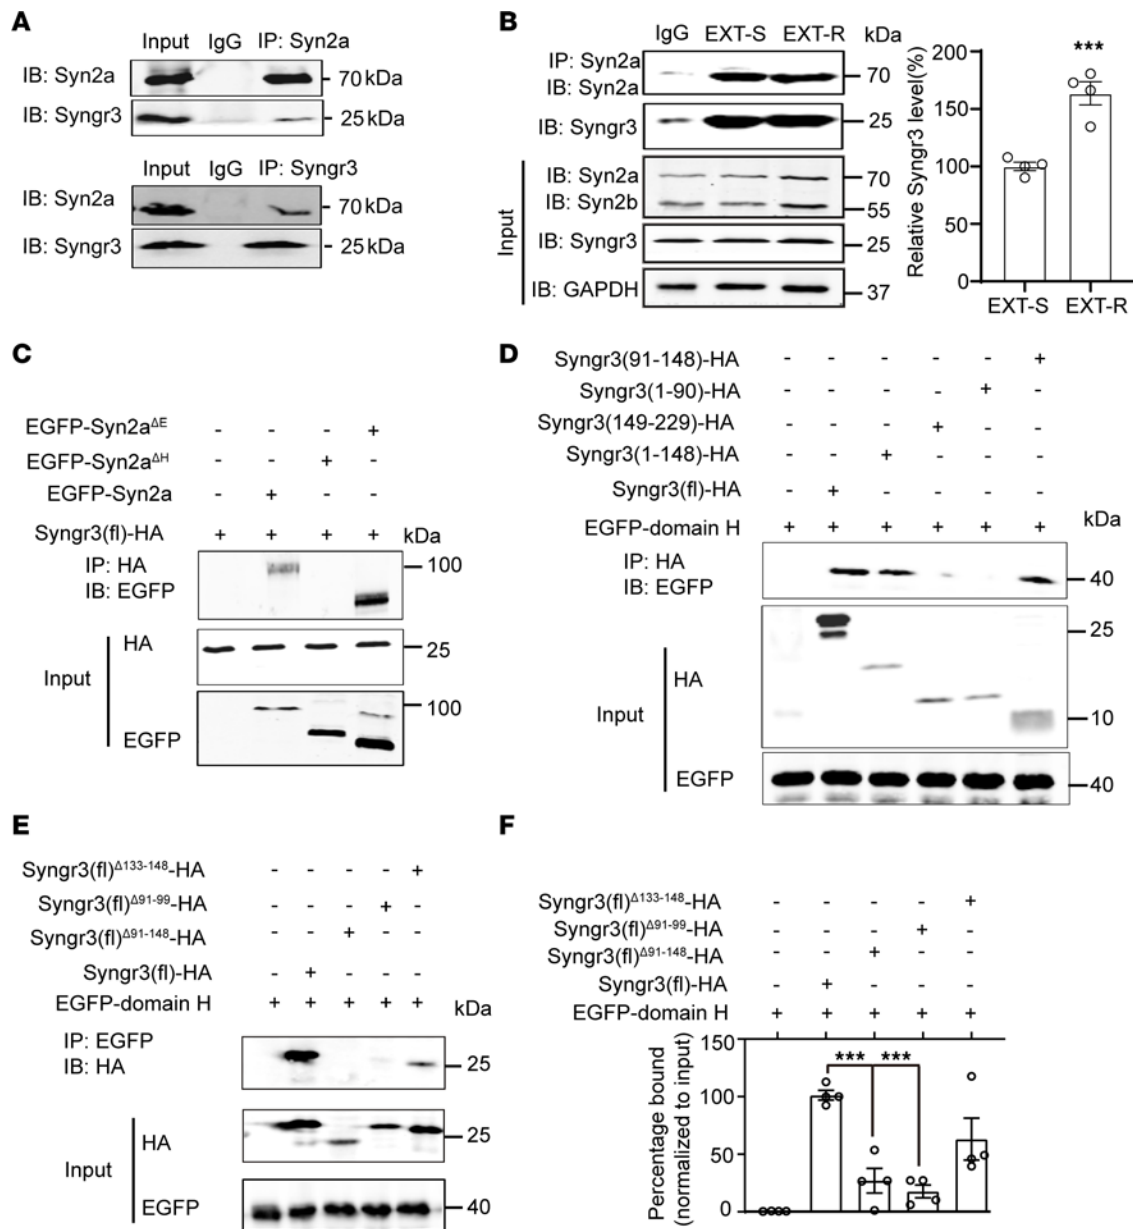 A
Input IgG IP: Syn2a
IB: Syn2a
70 kDa
IB: Syngr3
25 kDa
Input IgG IP: Syngr3
IB: Syn2a
70 kDa
IB: Syngr3
25 kDa
B
IgG EXT-S EXT-R kDa
IP: Syn2a
IB: Syn2a
70
IB: Syngr3
25
Input
IB: Syn2a
70
IB: Syn2b
55
IB: Syngr3
25
IB: GAPDH
37
Relative Syngr3 level(%)
200
150
100
50
0
***
EXT-S EXT-R
C
EGFP-Syn2aΔE - - - +
EGFP-Syn2aΔH - - + -
EGFP-Syn2a - + - -
Syngr3(fl)-HA + + + + kDa
IP: HA
IB: EGFP
100
Input
HA
25
EGFP
100
D
Syngr3(91-148)-HA - - - - - +
Syngr3(1-90)-HA - - - - + -
Syngr3(149-229)-HA - - - + - -
Syngr3(1-148)-HA - - + - - -
Syngr3(fl)-HA - + - - - -
EGFP-domain H + + + + + + kDa
IP: HA
IB: EGFP
40
Input
HA
25
10
EGFP
40
E
Syngr3(fl)Δ133-148-HA - - - - +
Syngr3(fl)Δ91-99-HA - - - + -
Syngr3(fl)Δ91-148-HA - - + - -
Syngr3(fl)-HA - + - - -
EGFP-domain H + + + + + kDa
IP: EGFP
IB: HA
25
Input
HA
25
EGFP
40
F
Syngr3(fl)Δ133-148-HA - - - - +
Syngr3(fl)Δ91-99-HA - - - + -
Syngr3(fl)Δ91-148-HA - - + - -
Syngr3(fl)-HA - + - - -
EGFP-domain H + + + + +
Percentage bound
(normalized to input)
150
100
50
0
*** ***